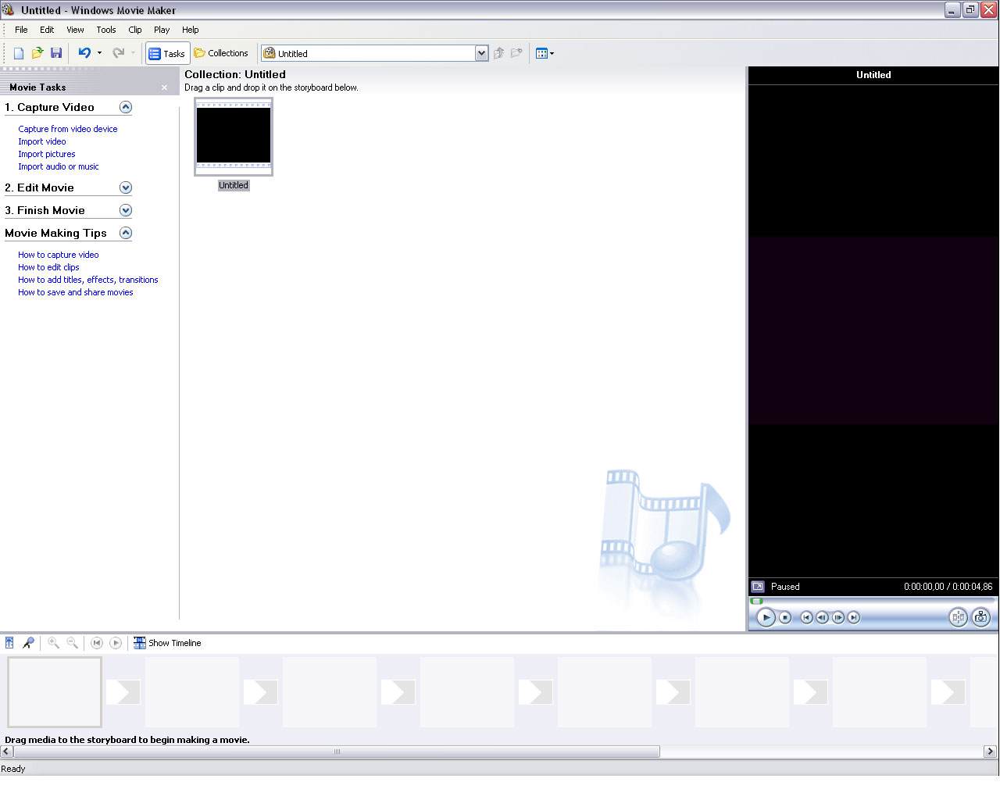 Untitled - Windows Movie Maker
File Edit View Tools Clip Play Help
Tasks Collections Untitled
Movie Tasks
1. Capture Video
Capture from video device
Import video
Import pictures
Import audio or music
2. Edit Movie
3. Finish Movie
Movie Making Tips
How to capture video
How to edit clips
How to add titles, effects, transitions
How to save and share movies
Collection: Untitled
Drag a clip and drop it on the storyboard below.
Untitled
Untitled
Paused 0:00:00,00 / 0:00:04,86
Show Timeline
Drag media to the storyboard to begin making a movie.
Ready